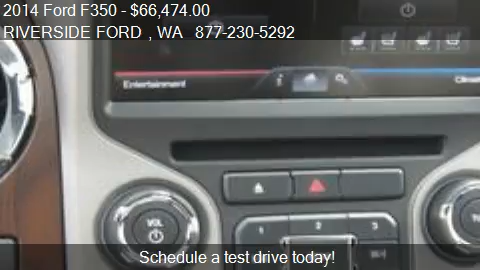 2014 Ford F350 - $66,474.00
RIVERSIDE FORD , WA 877-230-5292
Entertainment
VOL
1 2 3
Schedule a test drive today!